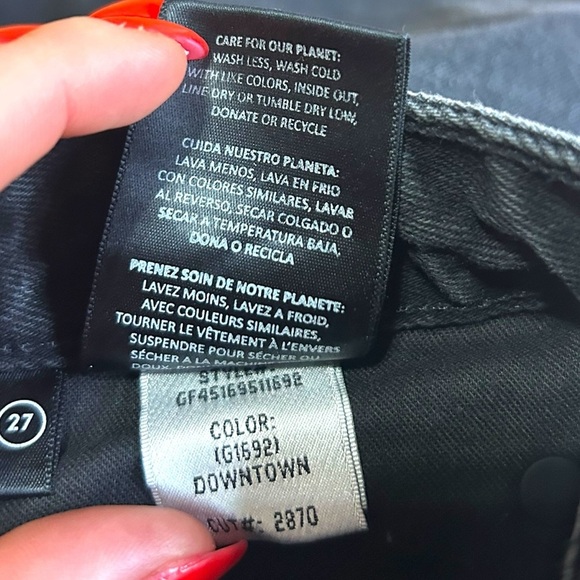 CARE FOR OUR PLANET:
WASH LESS, WASH COLD
WITH LIKE COLORS, INSIDE OUT,
LINE DRY OR TUMBLE DRY LOW,
DONATE OR RECYCLE
CUIDA NUESTRO PLANETA:
LAVA MENOS, LAVA EN FRIO
CON COLORES SIMILARES, LAVAR
AL REVERSO, SECAR COLGADO O
SECAR A TEMPERATURA BAJA,
DONA O RECICLA
PRENEZ SOIN DE NOTRE PLANETE:
LAVEZ MOINS, LAVEZ A FROID,
AVEC COULEURS SIMILAIRES,
TOURNER LE VÊTEMENT À L'ENVERS
SUSPENDRE POUR SÉCHER OU
SÉCHER A LA MACHINE
GF45169511692
COLOR:
(G1692)
DOWNTOWN
CUT#: 2870
27